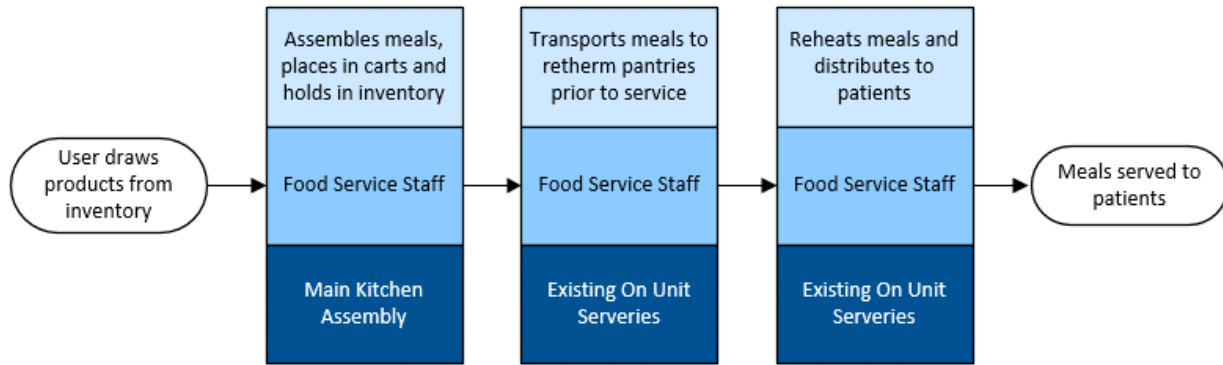 User draws
products from
inventory
Assembles meals,
places in carts and
holds in inventory
Food Service Staff
Main Kitchen
Assembly
Transports meals to
retherm pantries
prior to service
Food Service Staff
Existing On Unit
Serveries
Reheats meals and
distributes to
patients
Food Service Staff
Existing On Unit
Serveries
Meals served to
patients